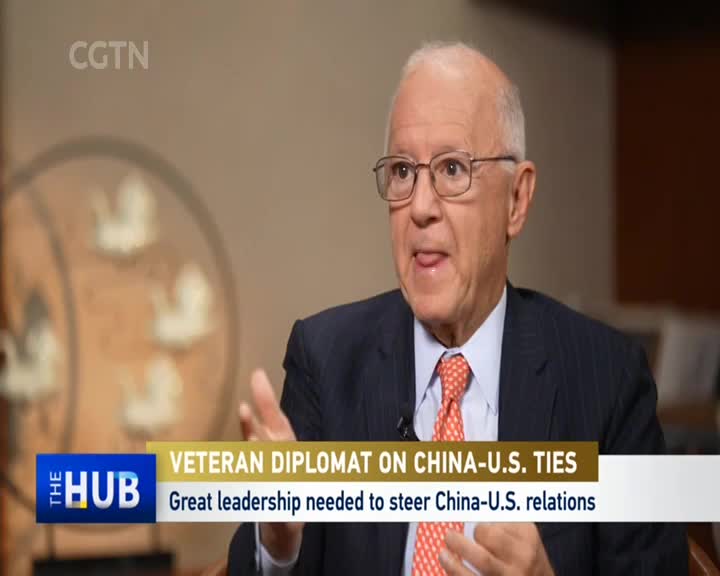 CGTN
VETERAN DIPLOMAT ON CHINA-U.S. TIES
THE HUB
Great leadership needed to steer China-U.S. relations